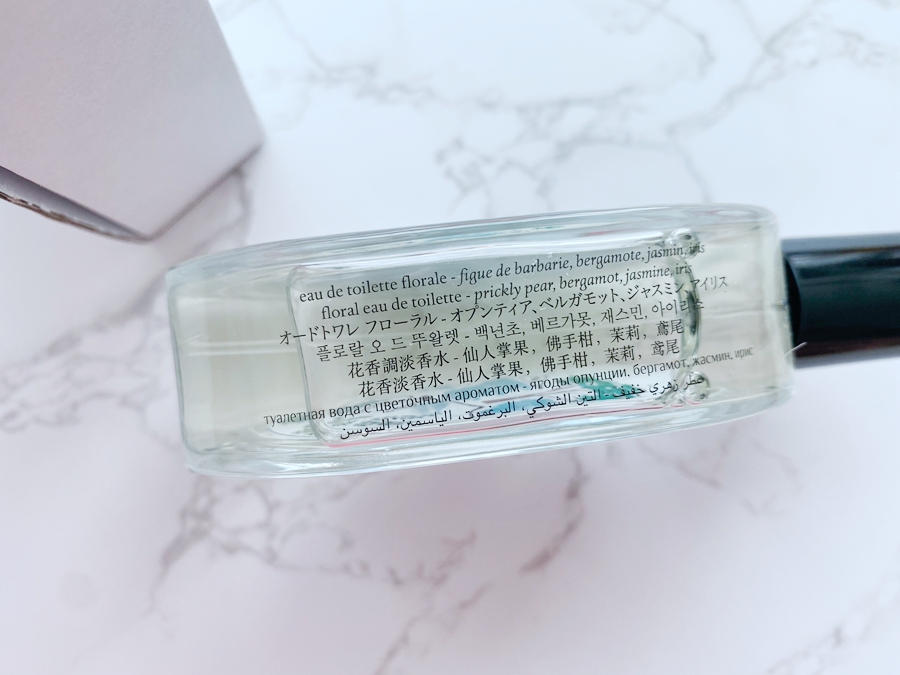 eau de toilette florale - figue de barbarie, bergamote, jasmin, iris
floral eau de toilette - prickly pear, bergamot, jasmine, iris
オードトワレ フローラル - オプンティア、ベルガモット、ジャスミン、アイリス
플로랄 오 드 뚜왈렛 - 백년초, 베르가못, 재스민, 아이리스
花香調淡香水 - 仙人掌果，佛手柑，茉莉，鳶尾
花香淡香水 - 仙人掌果，佛手柑，茉莉，鸢尾
туалетная вода с цветочным ароматом - ягоды опунции, бергамот, жасмин, ирис
عطر زهري خفيف - التين الشوكي، البرغموت، الياسمين، السوسن